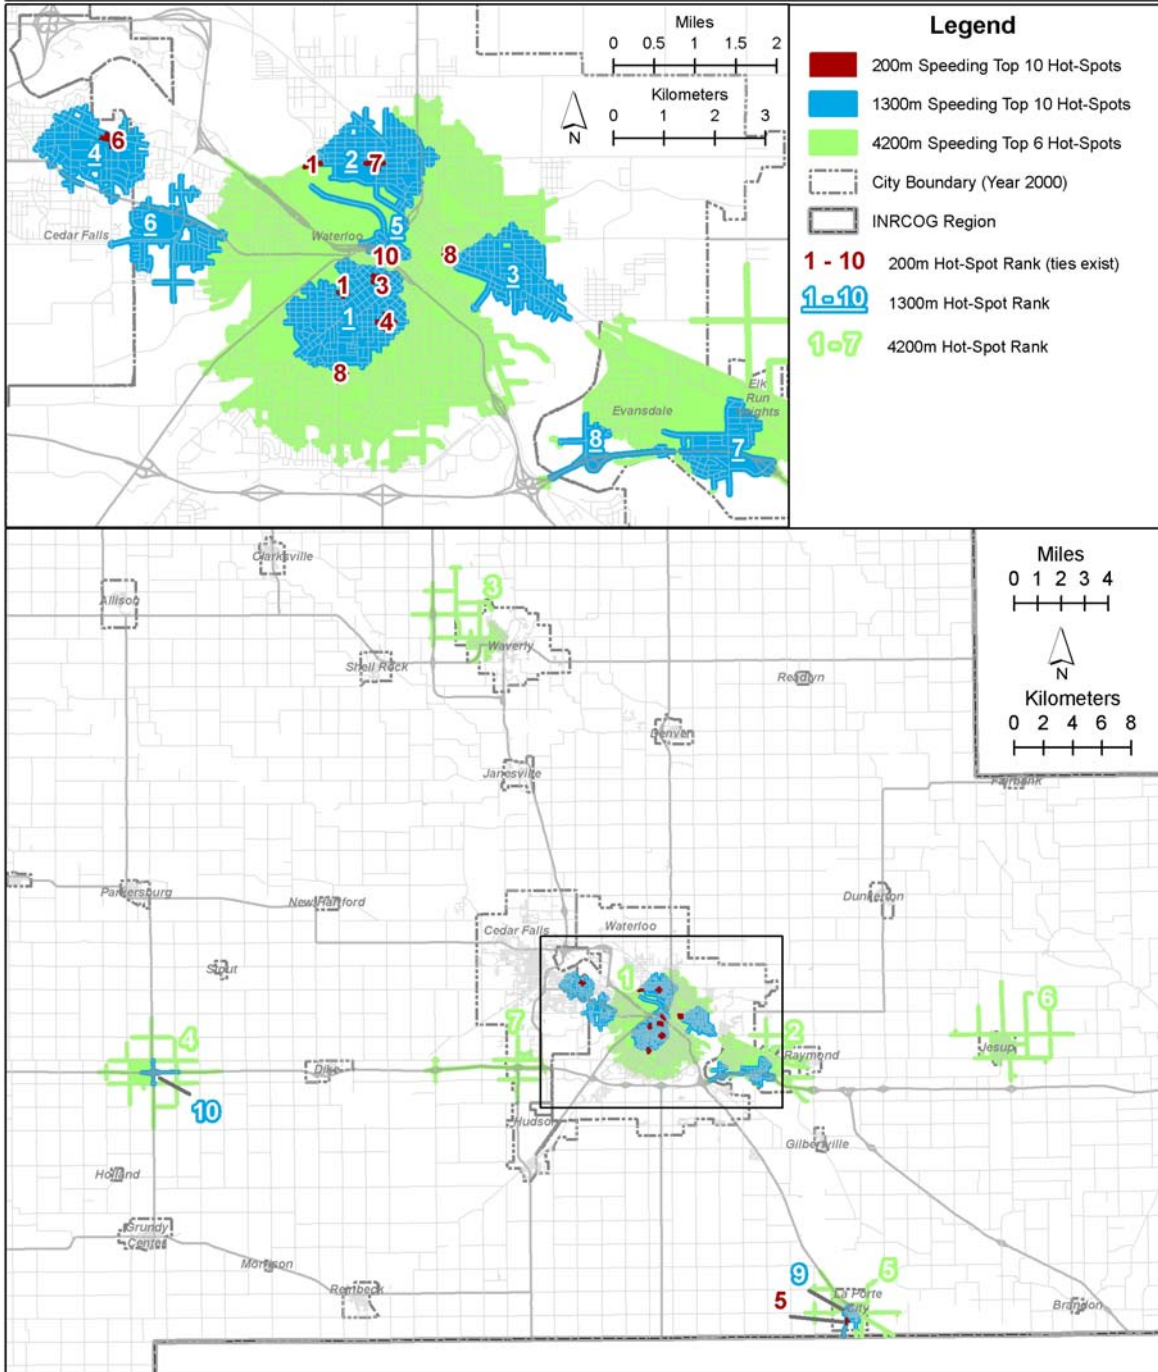 Miles
0 0.5 1 1.5 2
Kilometers
0 1 2 3
N
6
4
1
2
7
6
5
Cedar Falls
Waterloo
10
8
3
1
3
1
4
8
Elk
Run
Heights
Evansdale
8
7
Legend
200m Speeding Top 10 Hot-Spots
1300m Speeding Top 10 Hot-Spots
4200m Speeding Top 6 Hot-Spots
City Boundary (Year 2000)
INRCOG Region
1 - 10 200m Hot-Spot Rank (ties exist)
1 - 10 1300m Hot-Spot Rank
1 - 7 4200m Hot-Spot Rank
Miles
0 1 2 3 4
N
Kilometers
0 2 4 6 8
Clarksville
Allison
3
Waverly
Shell Rock
Readlyn
Denver
Janesville
Fairbank
Parkersburg
New Hartford
Dunkerton
Cedar Falls
Waterloo
Stout
1
6
7
2
4
Jesup
Raymond
Dike
10
Hudson
Gilbertville
Holland
Grundy
Center
Morrison
Reinbeck
9
5
5
La Porte
City
Brandon